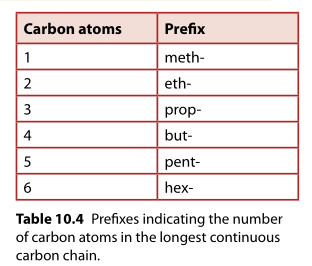 Carbon atoms Prefix
1 meth-
2 eth-
3 prop-
4 but-
5 pent-
6 hex-
Table 10.4 Prefixes indicating the number
of carbon atoms in the longest continuous
carbon chain.